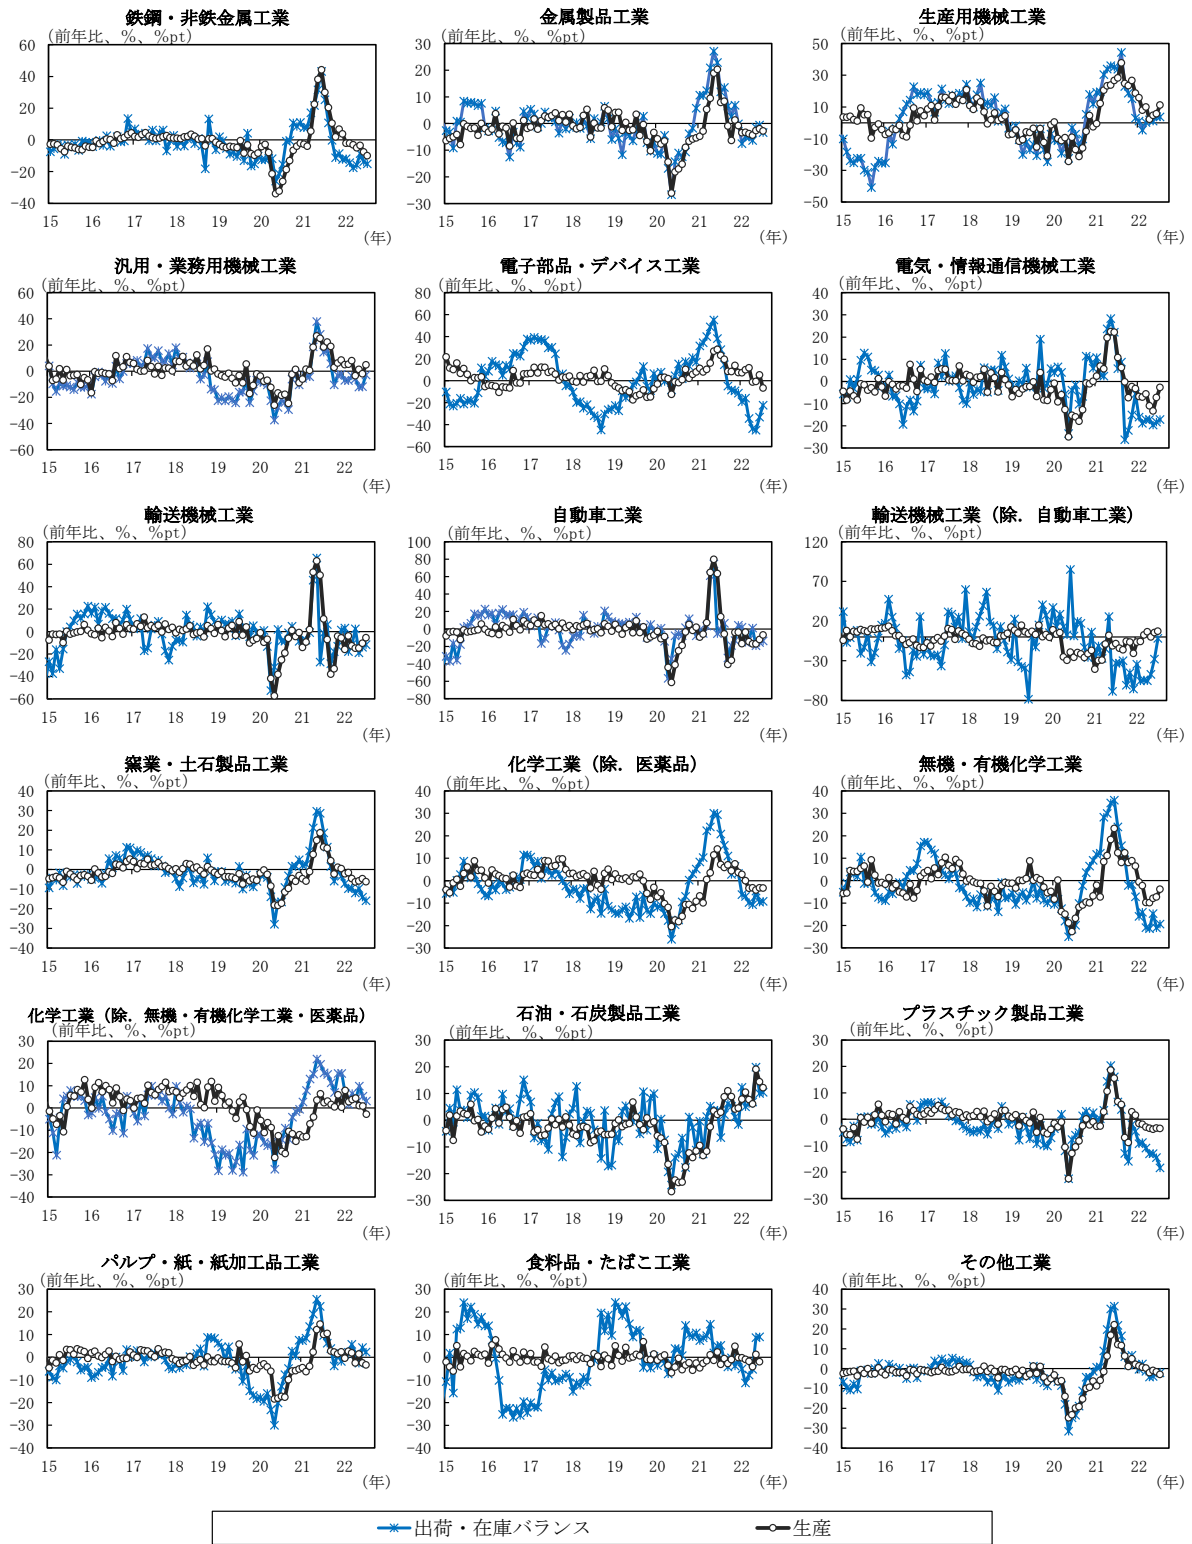 鉄鋼・非鉄金属工業
(前年比、%、%pt)
60
40
20
0
-20
-40
15 16 17 18 19 20 21 22
(年)
金属製品工業
(前年比、%、%pt)
30
20
10
0
-10
-20
-30
15 16 17 18 19 20 21 22
(年)
生産用機械工業
(前年比、%、%pt)
50
30
10
-10
-30
-50
15 16 17 18 19 20 21 22
(年)
汎用・業務用機械工業
(前年比、%、%pt)
60
40
20
0
-20
-40
-60
15 16 17 18 19 20 21 22
(年)
電子部品・デバイス工業
(前年比、%、%pt)
80
60
40
20
0
-20
-40
-60
15 16 17 18 19 20 21 22
(年)
電気・情報通信機械工業
(前年比、%、%pt)
40
30
20
10
0
-10
-20
-30
15 16 17 18 19 20 21 22
(年)
輸送機械工業
(前年比、%、%pt)
80
60
40
20
0
-20
-40
-60
15 16 17 18 19 20 21 22
(年)
自動車工業
(前年比、%、%pt)
100
80
60
40
20
0
-20
-40
-60
-80
15 16 17 18 19 20 21 22
(年)
輸送機械工業（除．自動車工業）
(前年比、%、%pt)
120
70
20
-30
-80
15 16 17 18 19 20 21 22
(年)
窯業・土石製品工業
(前年比、%、%pt)
40
30
20
10
0
-10
-20
-30
-40
15 16 17 18 19 20 21 22
(年)
化学工業（除．医薬品）
(前年比、%、%pt)
40
30
20
10
0
-10
-20
-30
15 16 17 18 19 20 21 22
(年)
無機・有機化学工業
(前年比、%、%pt)
40
30
20
10
0
-10
-20
-30
15 16 17 18 19 20 21 22
(年)
化学工業（除．無機・有機化学工業・医薬品）
(前年比、%、%pt)
30
20
10
0
-10
-20
-30
-40
15 16 17 18 19 20 21 22
(年)
石油・石炭製品工業
(前年比、%、%pt)
30
20
10
0
-10
-20
-30
15 16 17 18 19 20 21 22
(年)
プラスチック製品工業
(前年比、%、%pt)
30
20
10
0
-10
-20
-30
15 16 17 18 19 20 21 22
(年)
パルプ・紙・紙加工品工業
(前年比、%、%pt)
30
20
10
0
-10
-20
-30
-40
15 16 17 18 19 20 21 22
(年)
食料品・たばこ工業
(前年比、%、%pt)
30
20
10
0
-10
-20
-30
-40
15 16 17 18 19 20 21 22
(年)
その他工業
(前年比、%、%pt)
40
30
20
10
0
-10
-20
-30
-40
15 16 17 18 19 20 21 22
(年)
出荷・在庫バランス 生産